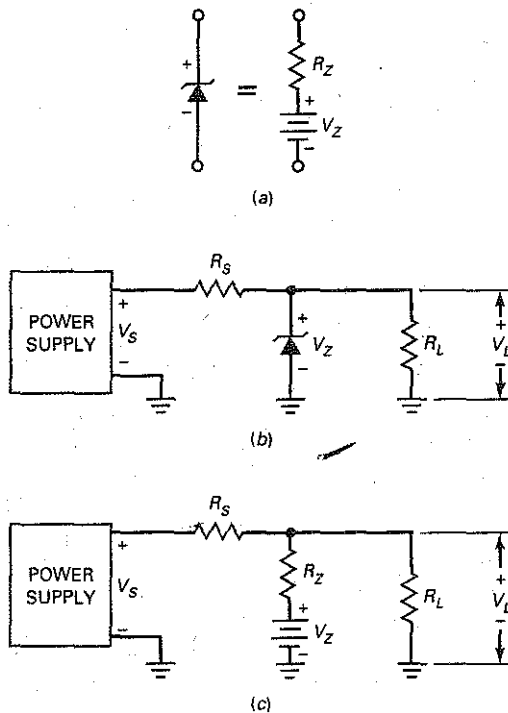 +
-
=
R_Z
+
V_Z
-
(a)
R_S
POWER
SUPPLY
+
V_S
-
+
V_Z
-
R_L
+
V_L
-
(b)
R_S
POWER
SUPPLY
+
V_S
-
R_Z
+
V_Z
-
R_L
+
V_L
-
(c)